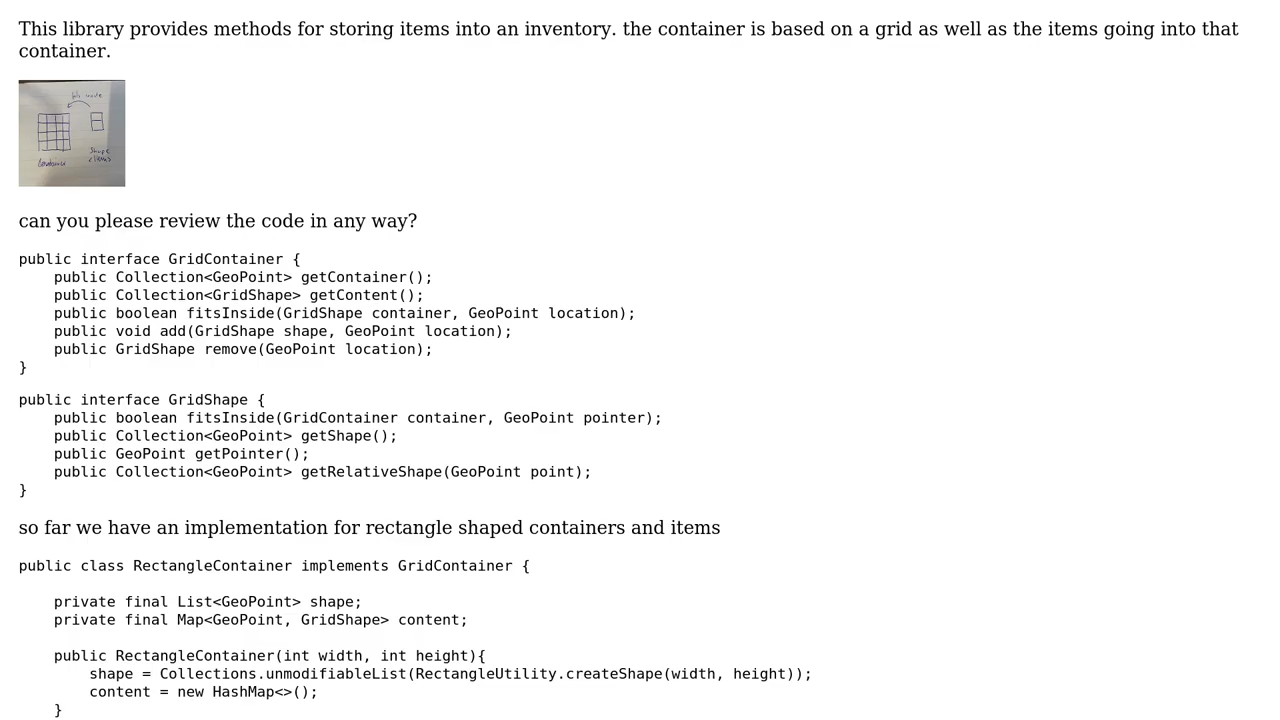 This library provides methods for storing items into an inventory. the container is based on a grid as well as the items going into that
container.
can you please review the code in any way?
public interface GridContainer {
    public Collection<GeoPoint> getContainer();
    public Collection<GridShape> getContent();
    public boolean fitsInside(GridShape container, GeoPoint location);
    public void add(GridShape shape, GeoPoint location);
    public GridShape remove(GeoPoint location);
}
public interface GridShape {
    public boolean fitsInside(GridContainer container, GeoPoint pointer);
    public Collection<GeoPoint> getShape();
    public GeoPoint getPointer();
    public Collection<GeoPoint> getRelativeShape(GeoPoint point);
}
so far we have an implementation for rectangle shaped containers and items
public class RectangleContainer implements GridContainer {
    private final List<GeoPoint> shape;
    private final Map<GeoPoint, GridShape> content;
    public RectangleContainer(int width, int height){
        shape = Collections.unmodifiableList(RectangleUtility.createShape(width, height));
        content = new HashMap<>();
    }